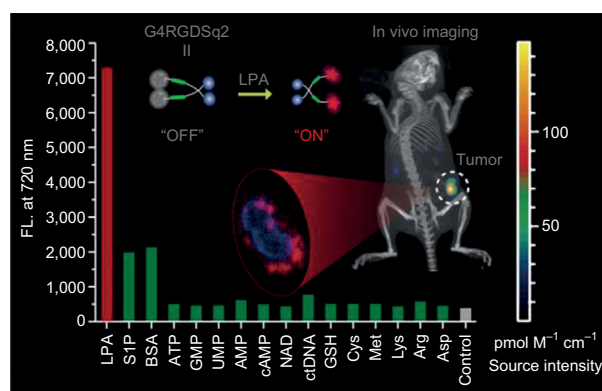 G4RGDSq2
II
LPA
"OFF"
"ON"
In vivo imaging
Tumor
FL. at 720 nm
8,000
7,000
6,000
5,000
4,000
3,000
2,000
1,000
0
LPA
S1P
BSA
ATP
GMP
UMP
AMP
cAMP
NAD
ctDNA
GSH
Cys
Met
Lys
Arg
Asp
Control
100
50
pmol M⁻¹ cm⁻¹
Source intensity